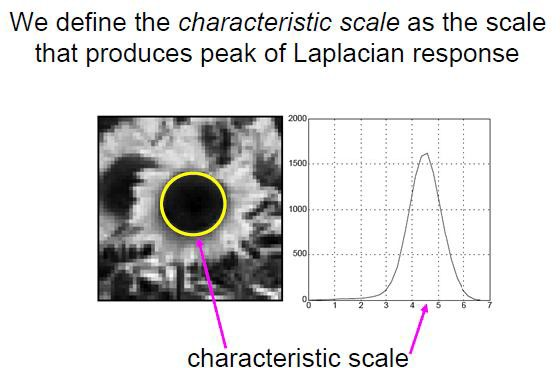 We define the characteristic scale as the scale
that produces peak of Laplacian response
2000
1500
1000
500
0
0 1 2 3 4 5 6 7
characteristic scale